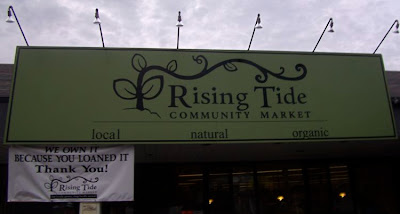 Rising Tide
COMMUNITY MARKET
local natural organic
WE OWN IT
BECAUSE YOU LOANED IT
Thank You!
Rising Tide